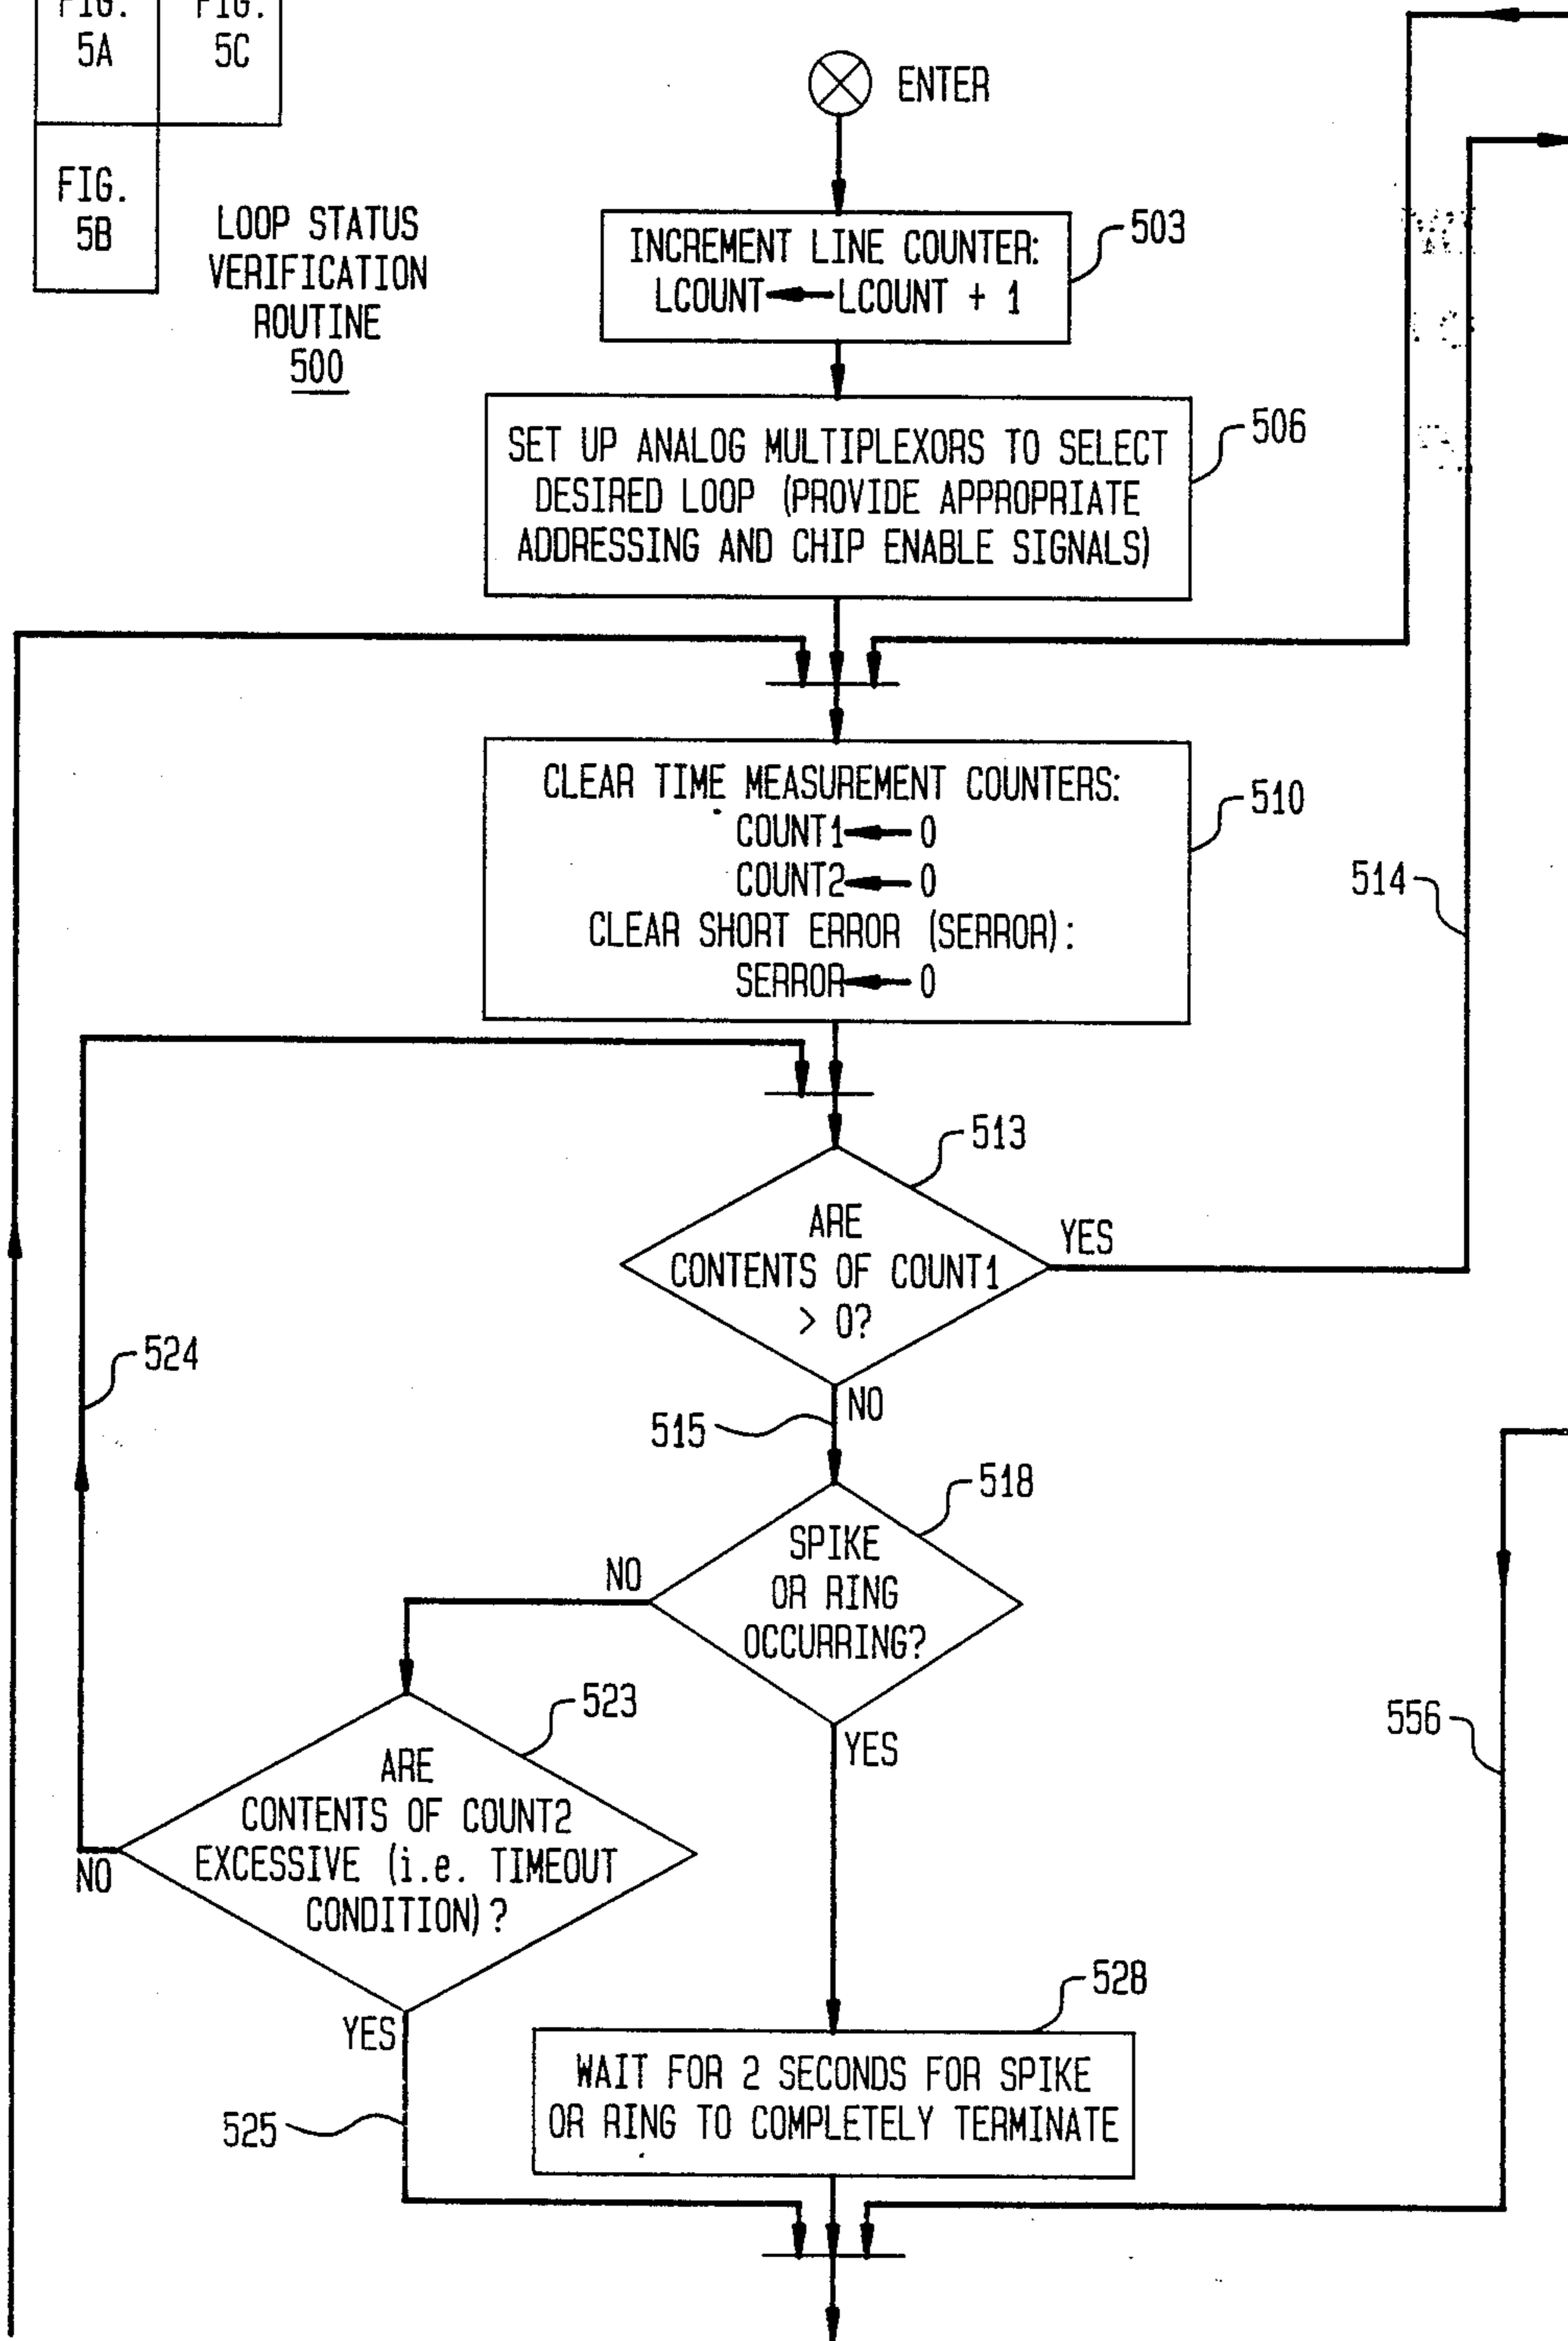 FIG.
5A
FIG.
5C
FIG.
5B
LOOP STATUS
VERIFICATION
ROUTINE
500
ENTER
INCREMENT LINE COUNTER:
LCOUNT ← LCOUNT + 1
503
SET UP ANALOG MULTIPLEXORS TO SELECT
DESIRED LOOP (PROVIDE APPROPRIATE
ADDRESSING AND CHIP ENABLE SIGNALS)
506
CLEAR TIME MEASUREMENT COUNTERS:
COUNT1 ← 0
COUNT2 ← 0
CLEAR SHORT ERROR (SERROR):
SERROR ← 0
510
514
513
ARE
CONTENTS OF COUNT1
> 0?
YES
524
NO
515
518
SPIKE
OR RING
OCCURRING?
NO
YES
523
ARE
CONTENTS OF COUNT2
EXCESSIVE (i.e. TIMEOUT
CONDITION)?
NO
YES
556
525
528
WAIT FOR 2 SECONDS FOR SPIKE
OR RING TO COMPLETELY TERMINATE